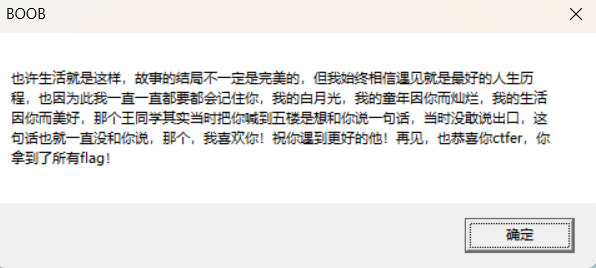 BOOB
也许生活就是这样，故事的结局不一定是完美的，但我始终相信遇见就是最好的人生历
程，也因为此我一直一直都要都会记住你，我的白月光，我的童年因你而灿烂，我的生活
因你而美好，那个王同学其实当时把你喊到五楼是想和你说一句话，当时没敢说出口，这
句话也就一直没和你说，那个，我喜欢你！祝你遇到更好的他！再见，也恭喜你ctfer，你
拿到了所有flag！
确定